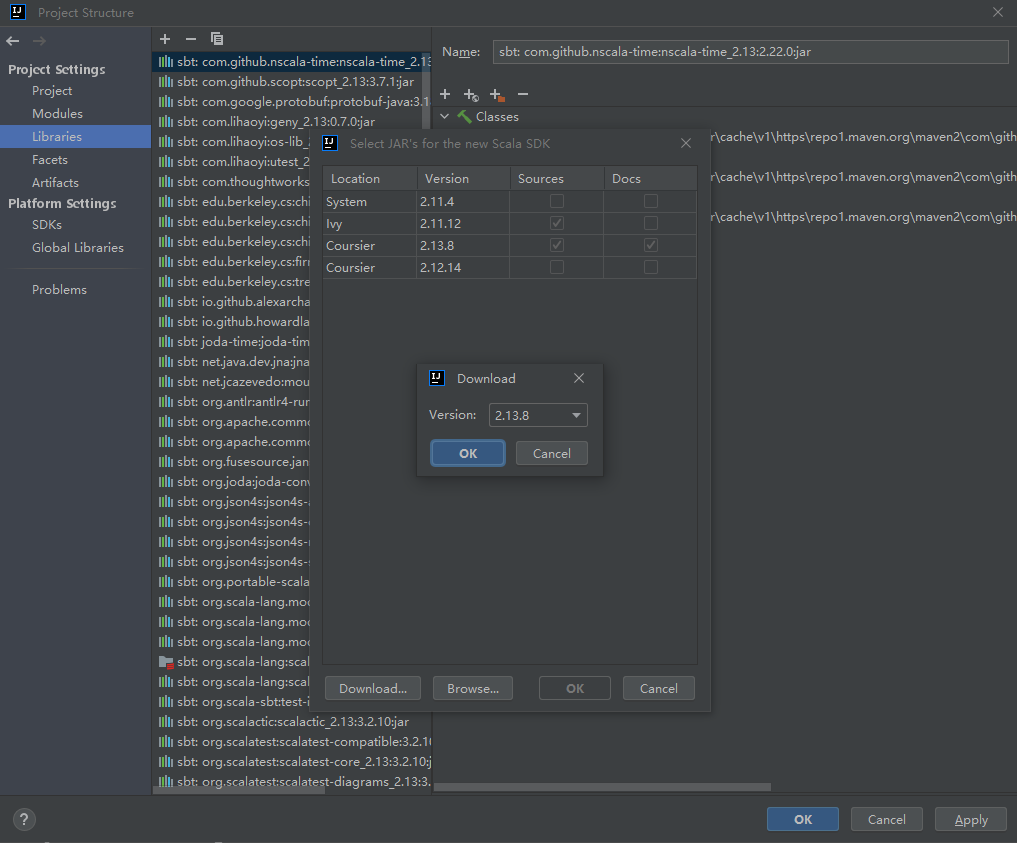 Project Structure
Project Settings
Project
Modules
Libraries
Facets
Artifacts
Platform Settings
SDKs
Global Libraries
Problems
sbt: com.github.nscala-time:nscala-time_2.13
sbt: com.github.scopt:scopt_2.13:3.7.1:jar
sbt: com.google.protobuf:protobuf-java:3.1
sbt: com.lihaoyi:geny_2.13:0.7.0:jar
sbt: com.lihaoyi:os-lib_
sbt: com.lihaoyi:utest_2
sbt: com.thoughtworks
sbt: edu.berkeley.cs:chi
sbt: edu.berkeley.cs:chi
sbt: edu.berkeley.cs:chi
sbt: edu.berkeley.cs:firr
sbt: edu.berkeley.cs:tre
sbt: io.github.alexarcha
sbt: io.github.howardla
sbt: joda-time:joda-tim
sbt: net.java.dev.jna:jna
sbt: net.jcazevedo:mou
sbt: org.antlr:antlr4-rur
sbt: org.apache.commo
sbt: org.apache.commo
sbt: org.fusesource.jan
sbt: org.joda:joda-conv
sbt: org.json4s:json4s-
sbt: org.json4s:json4s-
sbt: org.json4s:json4s-
sbt: org.json4s:json4s-
sbt: org.portable-scala
sbt: org.scala-lang.moc
sbt: org.scala-lang.moc
sbt: org.scala-lang.moc
sbt: org.scala-lang:scal
sbt: org.scala-lang:scal
sbt: org.scala-sbt:test-i
sbt: org.scalactic:scalactic_2.13:3.2.10:jar
sbt: org.scalatest:scalatest-compatible:3.2.10
sbt: org.scalatest:scalatest-core_2.13:3.2.10:j
sbt: org.scalatest:scalatest-diagrams_2.13:3.
Name: sbt: com.github.nscala-time:nscala-time_2.13:2.22.0:jar
Classes
r\cache\v1\https\repo1.maven.org\maven2\com\gith
r\cache\v1\https\repo1.maven.org\maven2\com\gith
r\cache\v1\https\repo1.maven.org\maven2\com\gith
Select JAR's for the new Scala SDK
Location Version Sources Docs
System 2.11.4
Ivy 2.11.12
Coursier 2.13.8
Coursier 2.12.14
Download
Version: 2.13.8
OK Cancel
Download... Browse... OK Cancel
? OK Cancel Apply